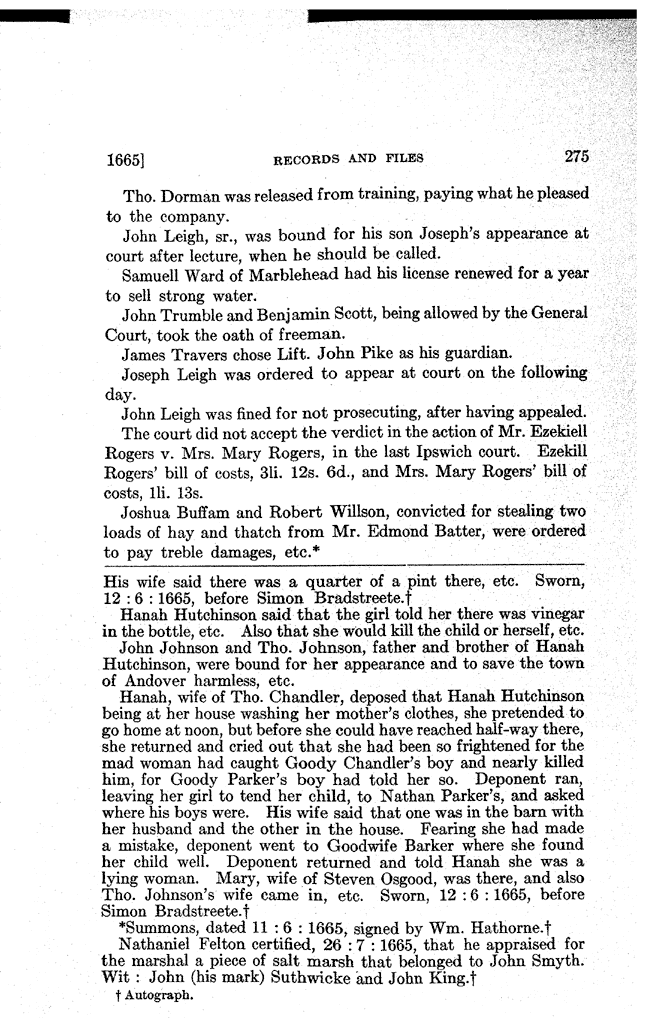 1665] RECORDS AND FILES 275
Tho. Dorman was released from training, paying what he pleased
to the company.
John Leigh, sr., was bound for his son Joseph's appearance at
court after lecture, when he should be called.
Samuell Ward of Marblehead had his license renewed for a year
to sell strong water.
John Trumble and Benjamin Scott, being allowed by the General
Court, took the oath of freeman.
James Travers chose Lift. John Pike as his guardian.
Joseph Leigh was ordered to appear at court on the following
day.
John Leigh was fined for not prosecuting, after having appealed.
The court did not accept the verdict in the action of Mr. Ezekiell
Rogers v. Mrs. Mary Rogers, in the last Ipswich court. Ezekill
Rogers' bill of costs, 3li. 12s. 6d., and Mrs. Mary Rogers' bill of
costs, 1li. 13s.
Joshua Buffam and Robert Willson, convicted for stealing two
loads of hay and thatch from Mr. Edmond Batter, were ordered
to pay treble damages, etc.*
His wife said there was a quarter of a pint there, etc. Sworn,
12 : 6 : 1665, before Simon Bradstreete.†
Hanah Hutchinson said that the girl told her there was vinegar
in the bottle, etc. Also that she would kill the child or herself, etc.
John Johnson and Tho. Johnson, father and brother of Hanah
Hutchinson, were bound for her appearance and to save the town
of Andover harmless, etc.
Hanah, wife of Tho. Chandler, deposed that Hanah Hutchinson
being at her house washing her mother's clothes, she pretended to
go home at noon, but before she could have reached half-way there,
she returned and cried out that she had been so frightened for the
mad woman had caught Goody Chandler's boy and nearly killed
him, for Goody Parker's boy had told her so. Deponent ran,
leaving her girl to tend her child, to Nathan Parker's, and asked
where his boys were. His wife said that one was in the barn with
her husband and the other in the house. Fearing she had made
a mistake, deponent went to Goodwife Barker where she found
her child well. Deponent returned and told Hanah she was a
lying woman. Mary, wife of Steven Osgood, was there, and also
Tho. Johnson's wife came in, etc. Sworn, 12 : 6 : 1665, before
Simon Bradstreete.†
*Summons, dated 11 : 6 : 1665, signed by Wm. Hathorne.†
Nathaniel Felton certified, 26 : 7 : 1665, that he appraised for
the marshal a piece of salt marsh that belonged to John Smyth.
Wit : John (his mark) Suthwicke and John King.†
† Autograph.